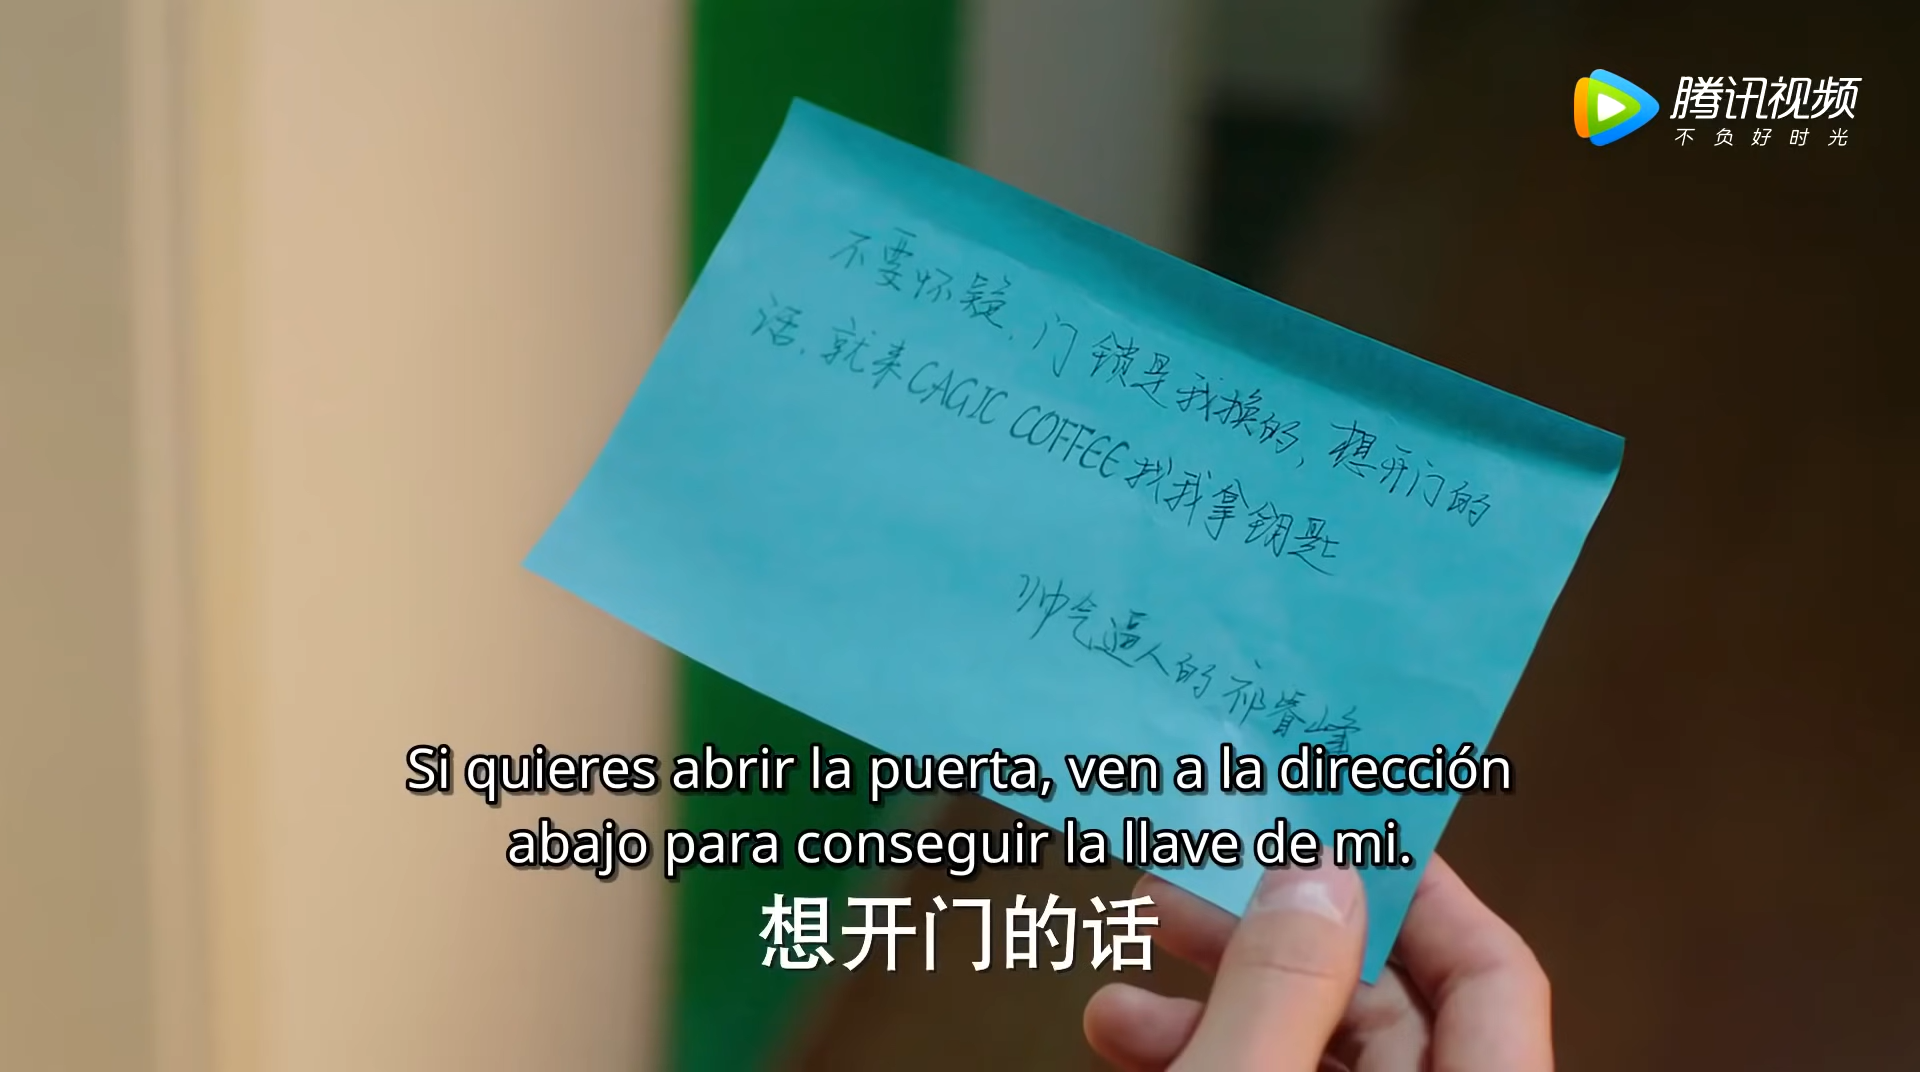 腾讯视频
不负好时光
不要怀疑，门锁是我换的，想开门的
话，就来CAGIC COFFEE找我拿钥匙
帅气逼人的祁睿峰
Si quieres abrir la puerta, ven a la dirección
abajo para conseguir la llave de mi.
想开门的话